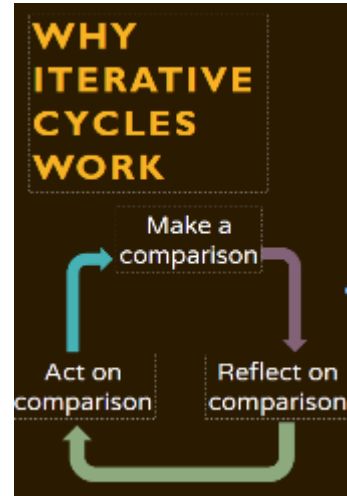 WHY
ITERATIVE
CYCLES
WORK
Make a
comparison
Act on
comparison
Reflect on
comparison